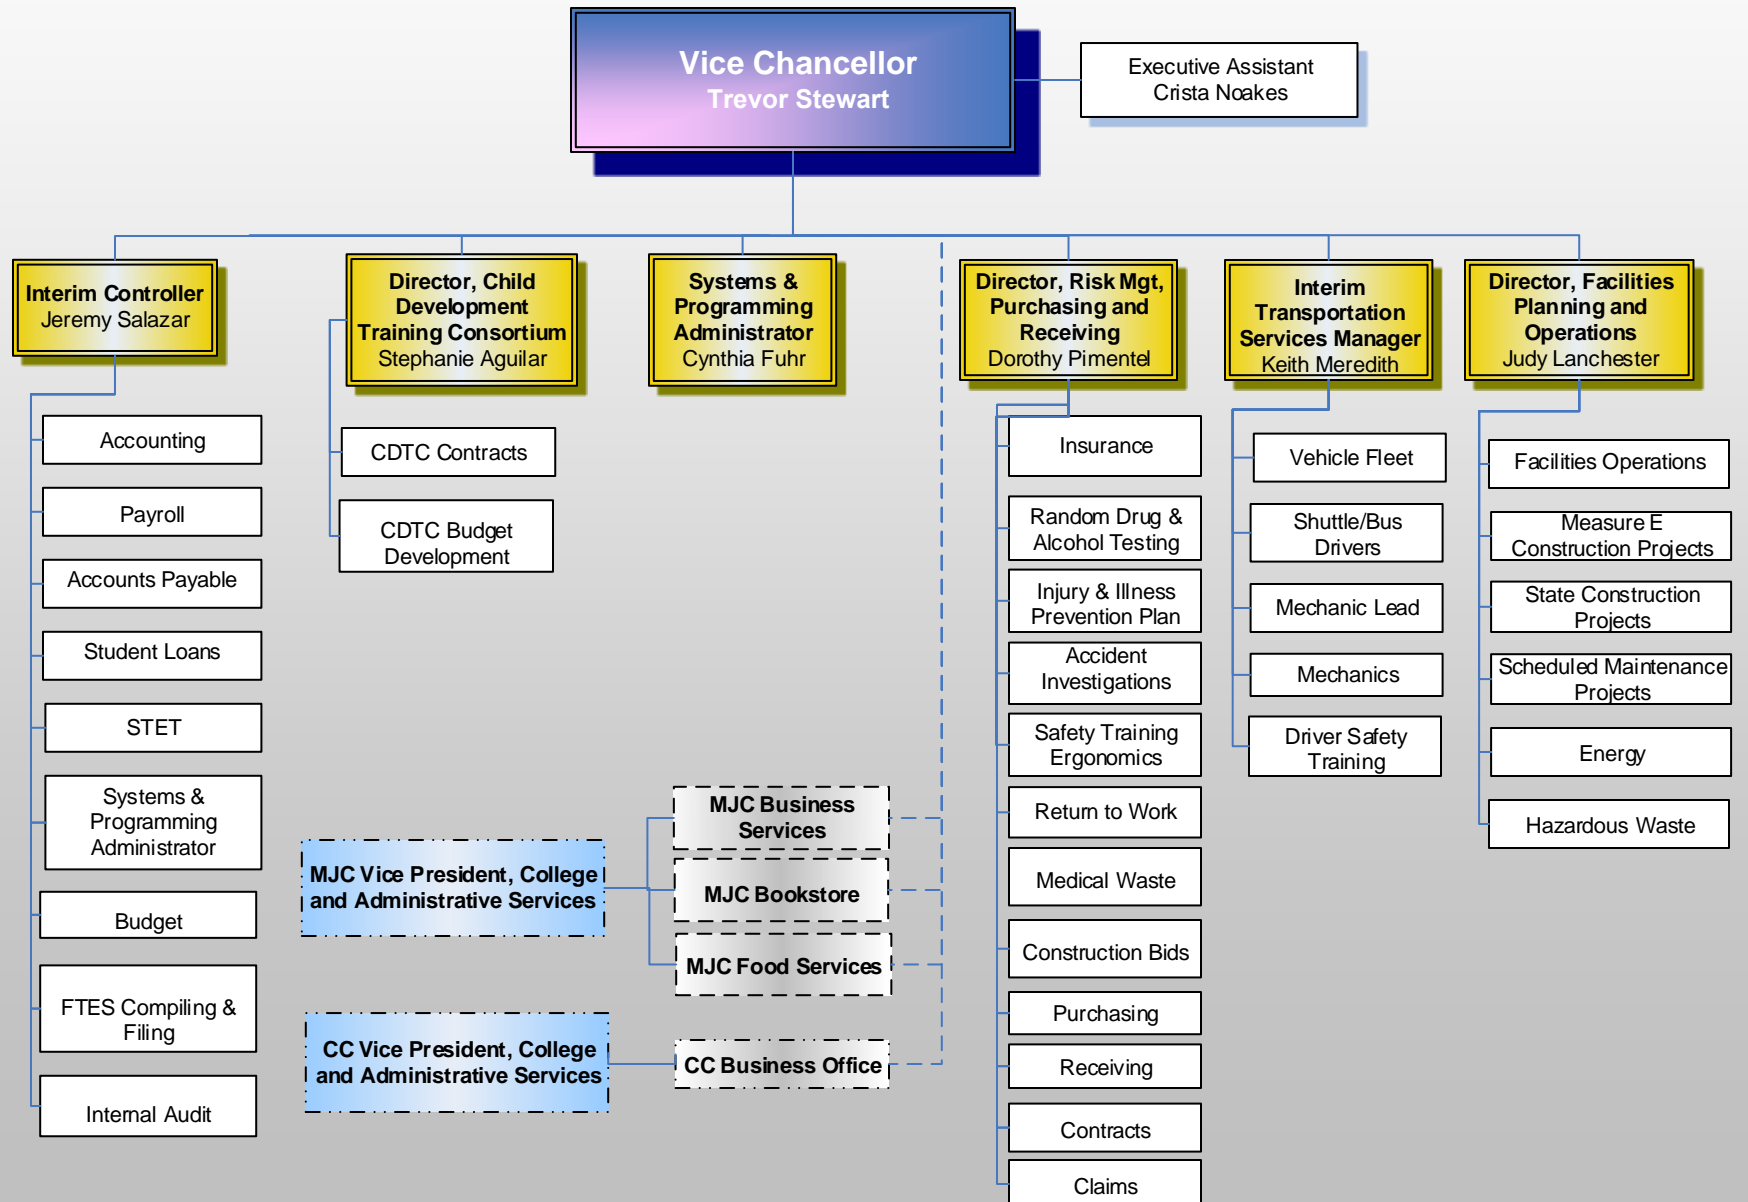 Vice Chancellor
Trevor Stewart
Executive Assistant
Crista Noakes
Interim Controller
Jeremy Salazar
Director, Child
Development
Training Consortium
Stephanie Aguilar
Systems &
Programming
Administrator
Cynthia Fuhr
Director, Risk Mgt,
Purchasing and
Receiving
Dorothy Pimentel
Interim
Transportation
Services Manager
Keith Meredith
Director, Facilities
Planning and
Operations
Judy Lanchester
Accounting
Payroll
Accounts Payable
Student Loans
STET
Systems &
Programming
Administrator
Budget
FTES Compiling &
Filing
Internal Audit
CDTC Contracts
CDTC Budget
Development
MJC Vice President, College
and Administrative Services
MJC Business
Services
MJC Bookstore
MJC Food Services
CC Vice President, College
and Administrative Services
CC Business Office
Insurance
Random Drug &
Alcohol Testing
Injury & Illness
Prevention Plan
Accident
Investigations
Safety Training
Ergonomics
Return to Work
Medical Waste
Construction Bids
Purchasing
Receiving
Contracts
Claims
Vehicle Fleet
Shuttle/Bus
Drivers
Mechanic Lead
Mechanics
Driver Safety
Training
Facilities Operations
Measure E
Construction Projects
State Construction
Projects
Scheduled Maintenance
Projects
Energy
Hazardous Waste